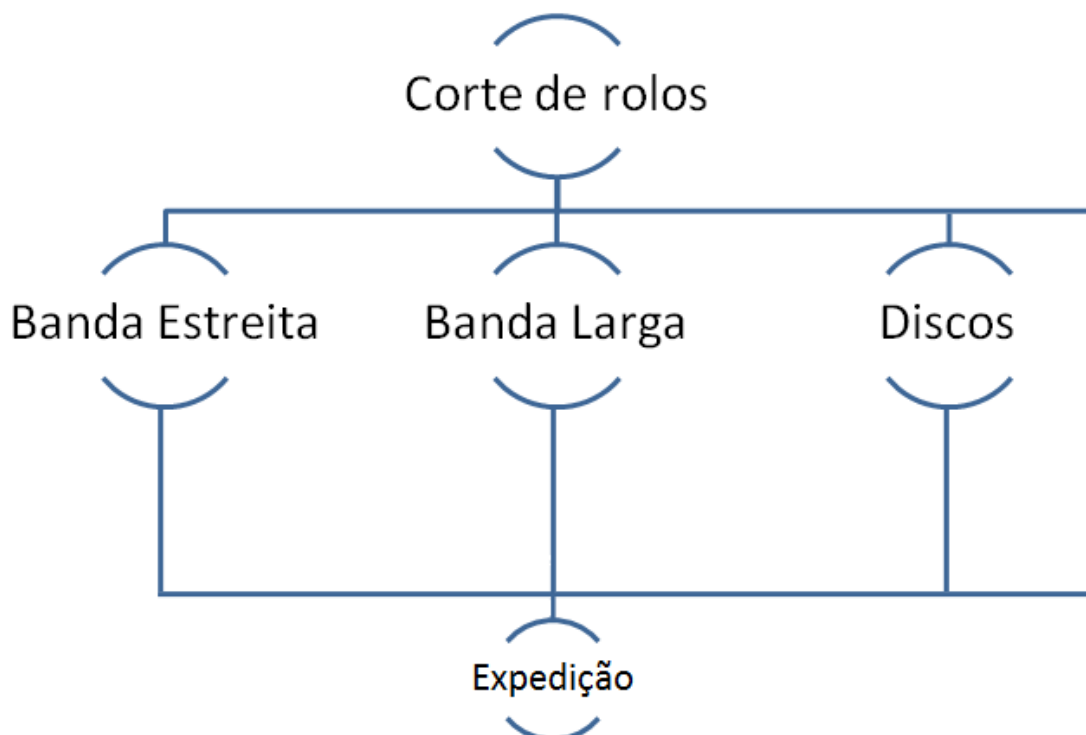 Corte de rolos
Banda Estreita
Banda Larga
Discos
Expedição